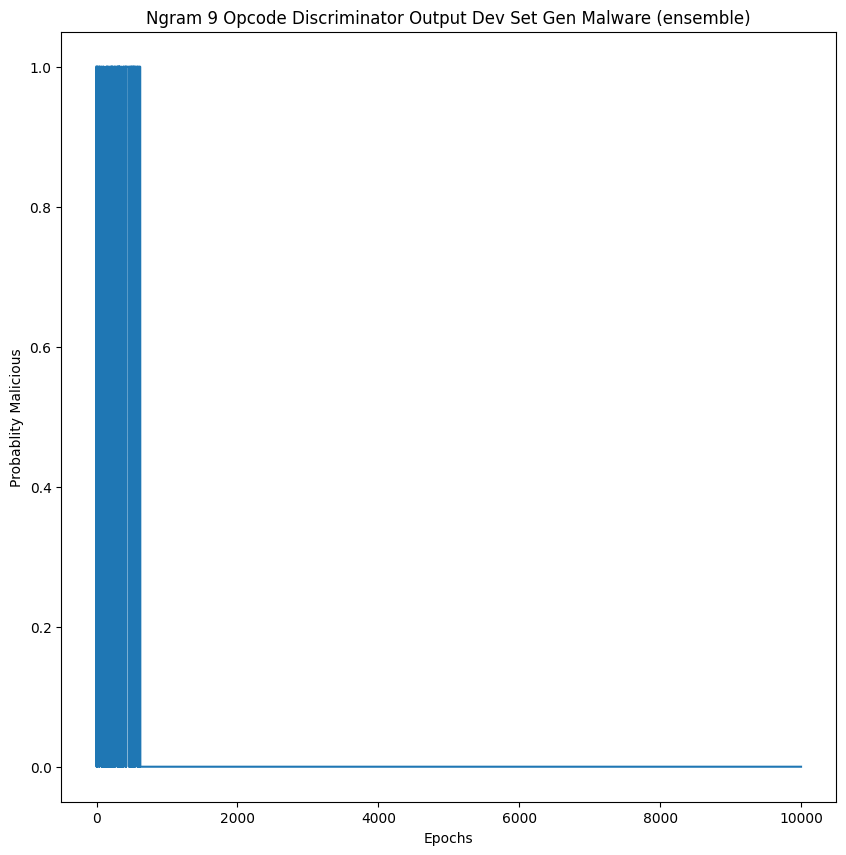 Ngram 9 Opcode Discriminator Output Dev Set Gen Malware (ensemble)
1.0
0.8
0.6
0.4
0.2
0.0
Probablity Malicious
0 2000 4000 6000 8000 10000
Epochs